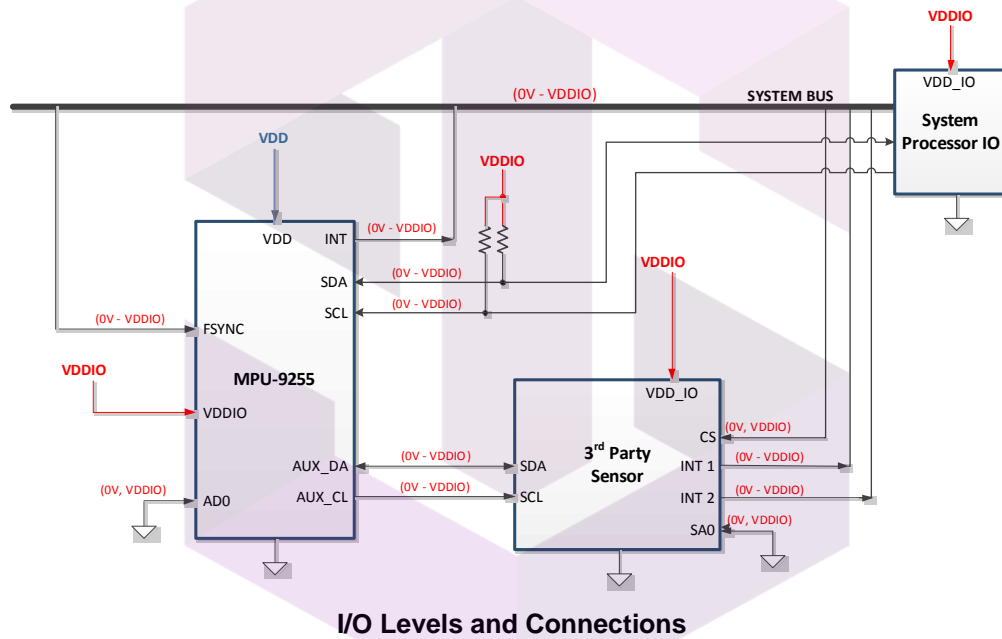 VDDIO
VDD_IO
System
Processor IO
(0V - VDDIO)
SYSTEM BUS
VDD
VDDIO
VDD
INT
(0V - VDDIO)
SDA
(0V - VDDIO)
SCL
(0V - VDDIO)
(0V - VDDIO)
FSYNC
MPU-9255
VDDIO
VDDIO
VDDIO
VDD_IO
CS
(0V, VDDIO)
3rd Party
Sensor
AUX_DA
(0V - VDDIO)
SDA
INT 1
(0V - VDDIO)
AUX_CL
(0V - VDDIO)
SCL
INT 2
(0V - VDDIO)
(0V, VDDIO)
AD0
SA0
(0V, VDDIO)
I/O Levels and Connections